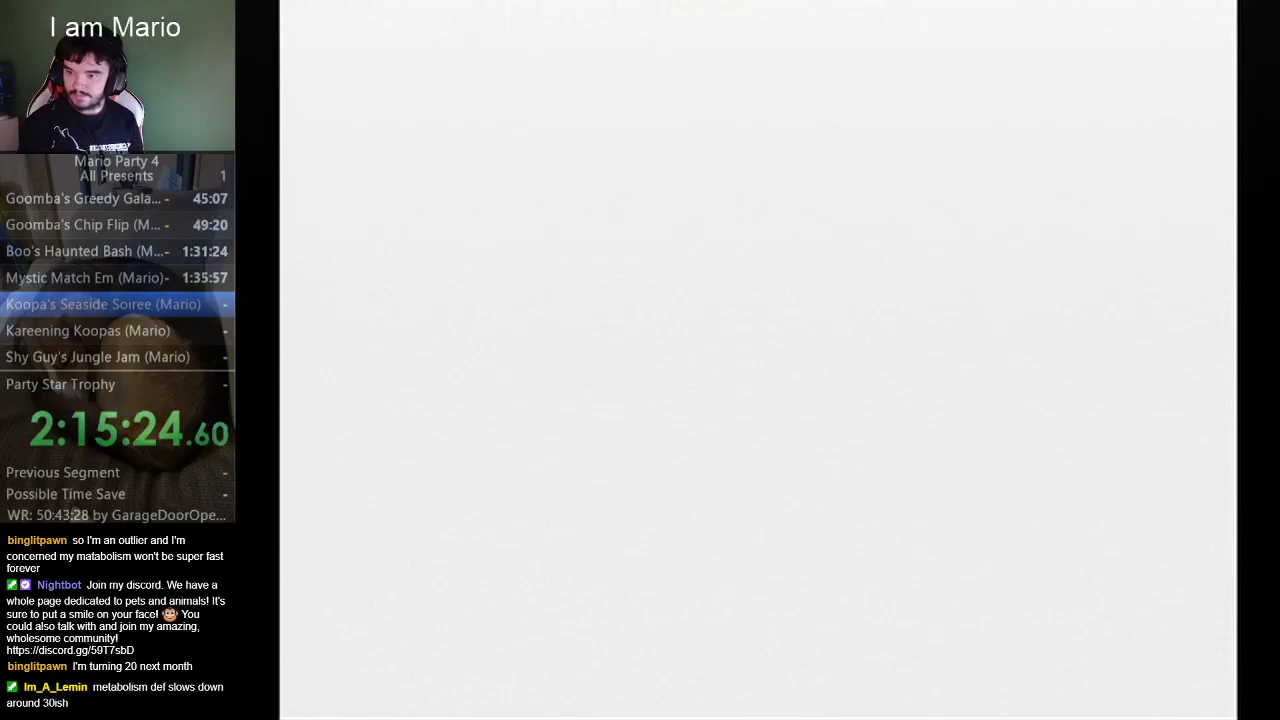 I am Mario
Mario Party 4
All Presents 1
Goomba's Greedy Gala... - 45:07
Goomba's Chip Flip (M... - 49:20
Boo's Haunted Bash (M... - 1:31:24
Mystic Match Em (Mario) - 1:35:57
Koopa's Seaside Soiree (Mario) -
Kareening Koopas (Mario) -
Shy Guy's Jungle Jam (Mario) -
Party Star Trophy -
2:15:24.60
Previous Segment -
Possible Time Save -
WR: 50:43:28 by GarageDoorOpe...
binglitpawn so I'm an outlier and I'm
concerned my matabolism won't be super fast
forever
Nightbot Join my discord. We have a
whole page dedicated to pets and animals! It's
sure to put a smile on your face! 🐵 You
could also talk with and join my amazing,
wholesome community!
https://discord.gg/59T7sbD
binglitpawn I'm turning 20 next month
Im_A_Lemin metabolism def slows down
around 30ish